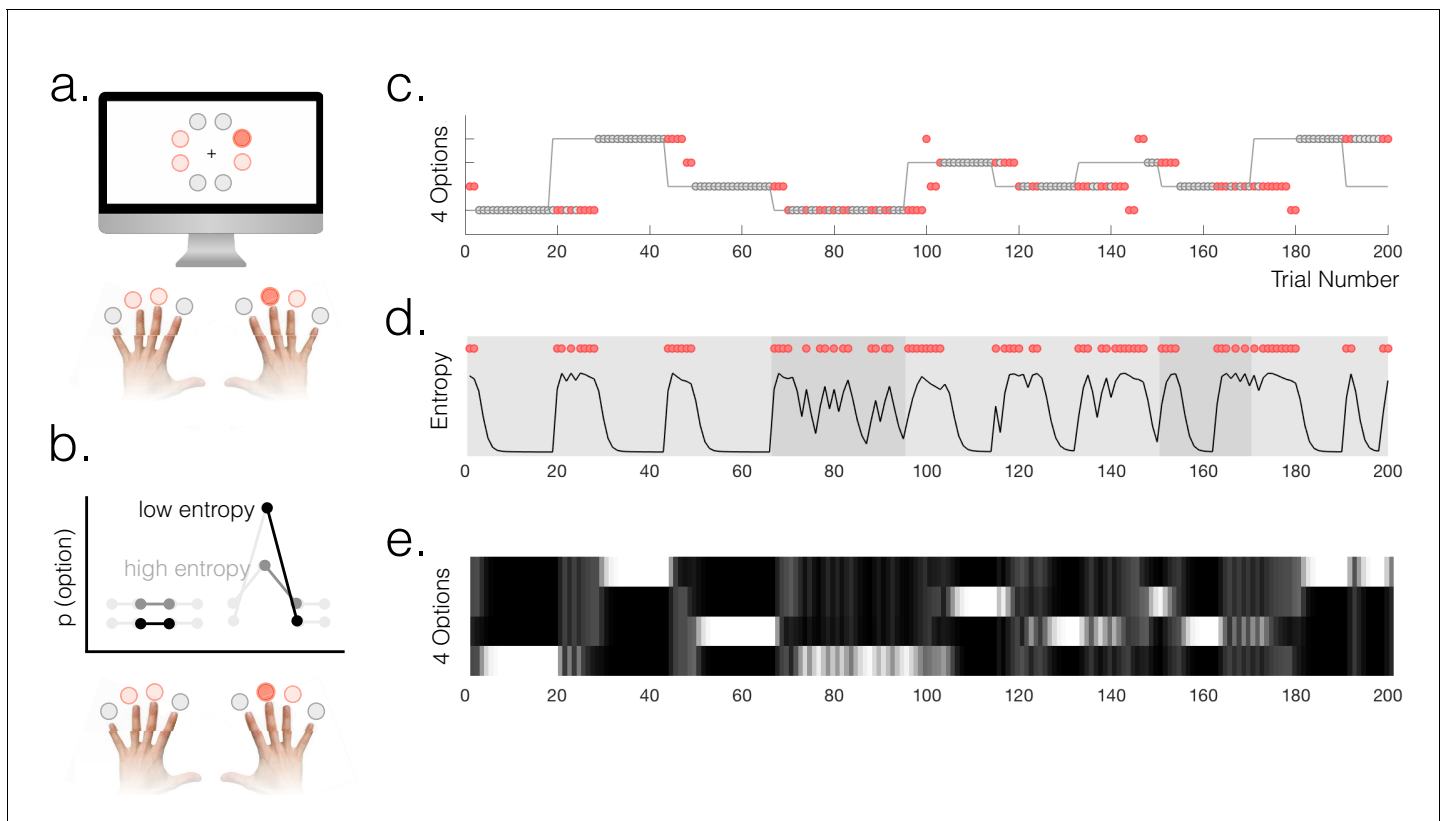 a.
+
b.
p (option)
low entropy
high entropy
c.
4 Options
0 20 40 60 80 100 120 140 160 180 200
Trial Number
d.
Entropy
0 20 40 60 80 100 120 140 160 180 200
e.
4 Options
0 20 40 60 80 100 120 140 160 180 200